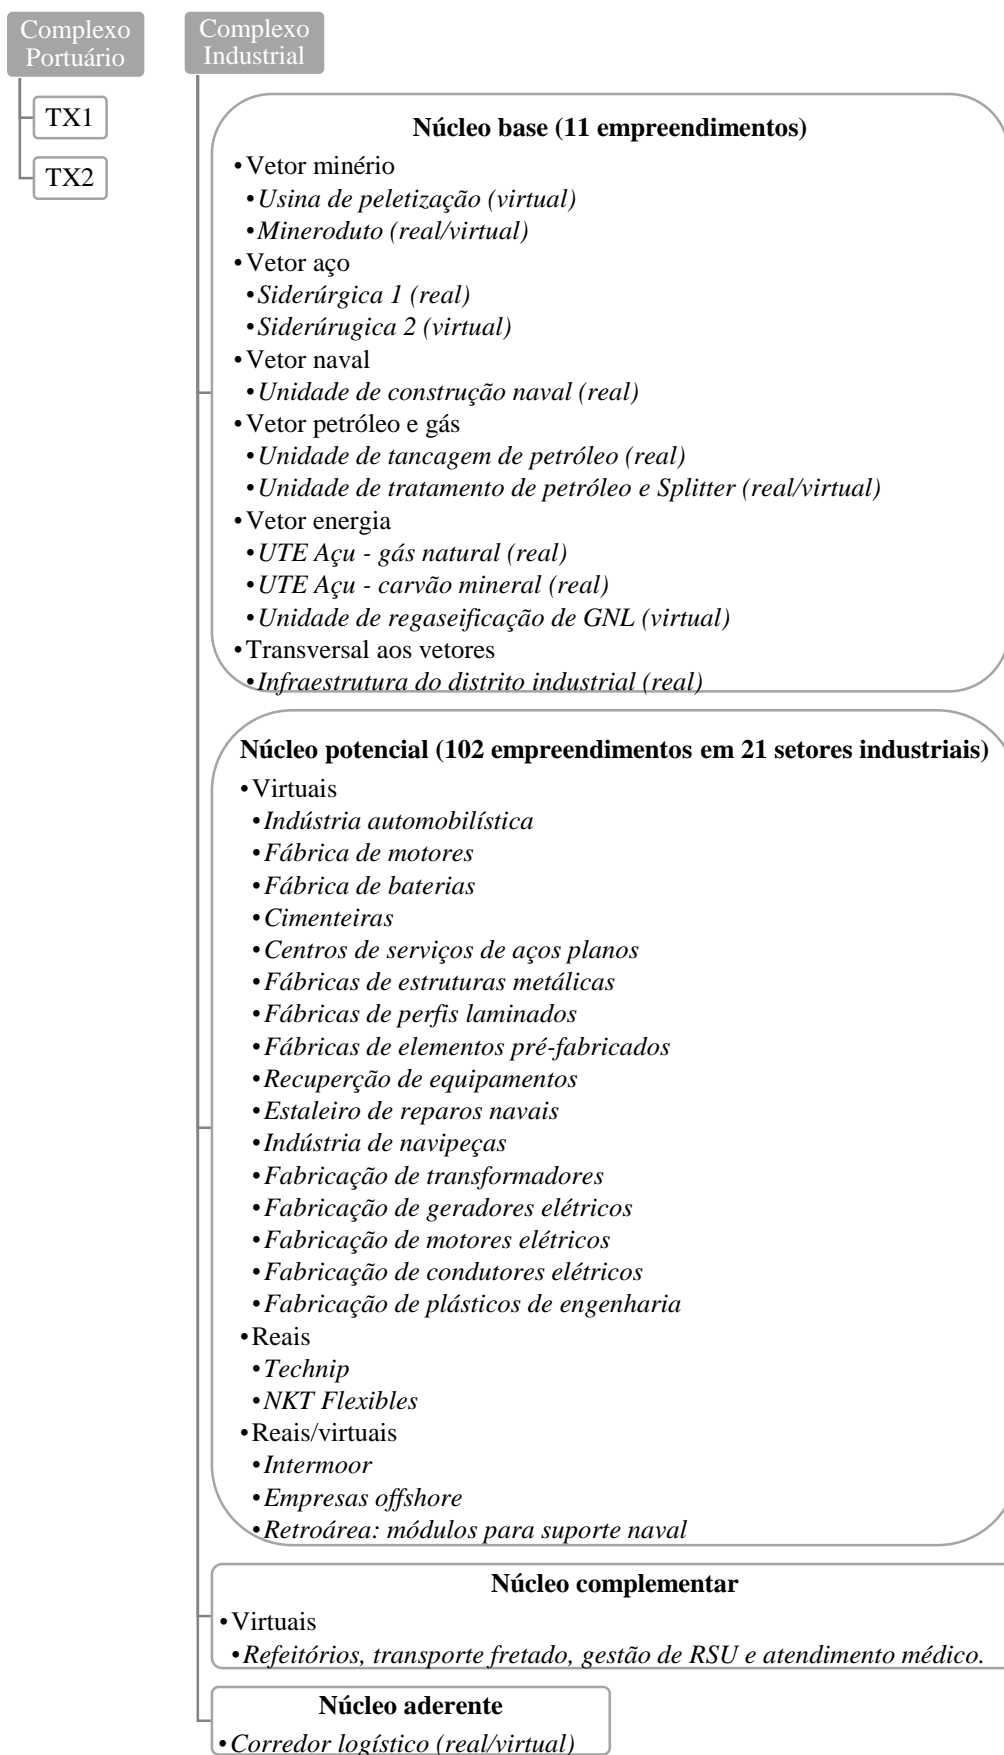 Complexo
Portuário
TX1
TX2
Complexo
Industrial
Núcleo base (11 empreendimentos)
•Vetor minério
•Usina de peletização (virtual)
•Mineroduto (real/virtual)
•Vetor aço
•Siderúrgica 1 (real)
•Siderúrugica 2 (virtual)
•Vetor naval
•Unidade de construção naval (real)
•Vetor petróleo e gás
•Unidade de tancagem de petróleo (real)
•Unidade de tratamento de petróleo e Splitter (real/virtual)
•Vetor energia
•UTE Açu - gás natural (real)
•UTE Açu - carvão mineral (real)
•Unidade de regaseificação de GNL (virtual)
•Transversal aos vetores
•Infraestrutura do distrito industrial (real)
Núcleo potencial (102 empreendimentos em 21 setores industriais)
•Virtuais
•Indústria automobilística
•Fábrica de motores
•Fábrica de baterias
•Cimenteiras
•Centros de serviços de aços planos
•Fábricas de estruturas metálicas
•Fábricas de perfis laminados
•Fábricas de elementos pré-fabricados
•Recuperção de equipamentos
•Estaleiro de reparos navais
•Indústria de navipeças
•Fabricação de transformadores
•Fabricação de geradores elétricos
•Fabricação de motores elétricos
•Fabricação de condutores elétricos
•Fabricação de plásticos de engenharia
•Reais
•Technip
•NKT Flexibles
•Reais/virtuais
•Intermoor
•Empresas offshore
•Retroárea: módulos para suporte naval
Núcleo complementar
•Virtuais
•Refeitórios, transporte fretado, gestão de RSU e atendimento médico.
Núcleo aderente
•Corredor logístico (real/virtual)